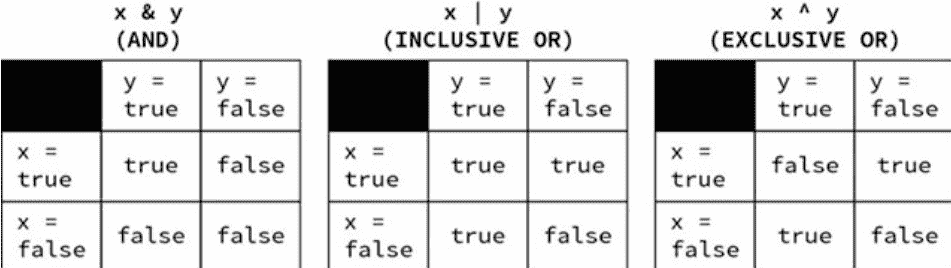 x & y
(AND)
y = true y = false
x = true true false
x = false false false
x | y
(INCLUSIVE OR)
y = true y = false
x = true true true
x = false true false
x ^ y
(EXCLUSIVE OR)
y = true y = false
x = true false true
x = false true false